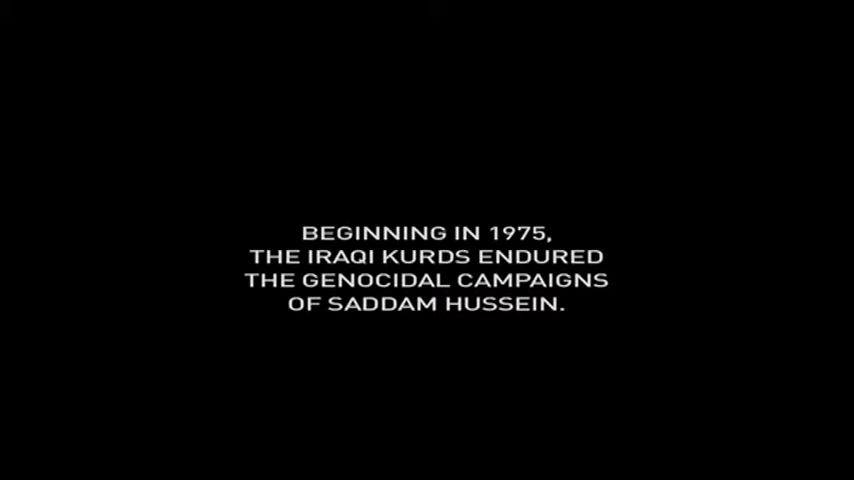 BEGINNING IN 1975,
THE IRAQI KURDS ENDURED
THE GENOCIDAL CAMPAIGNS
OF SADDAM HUSSEIN.